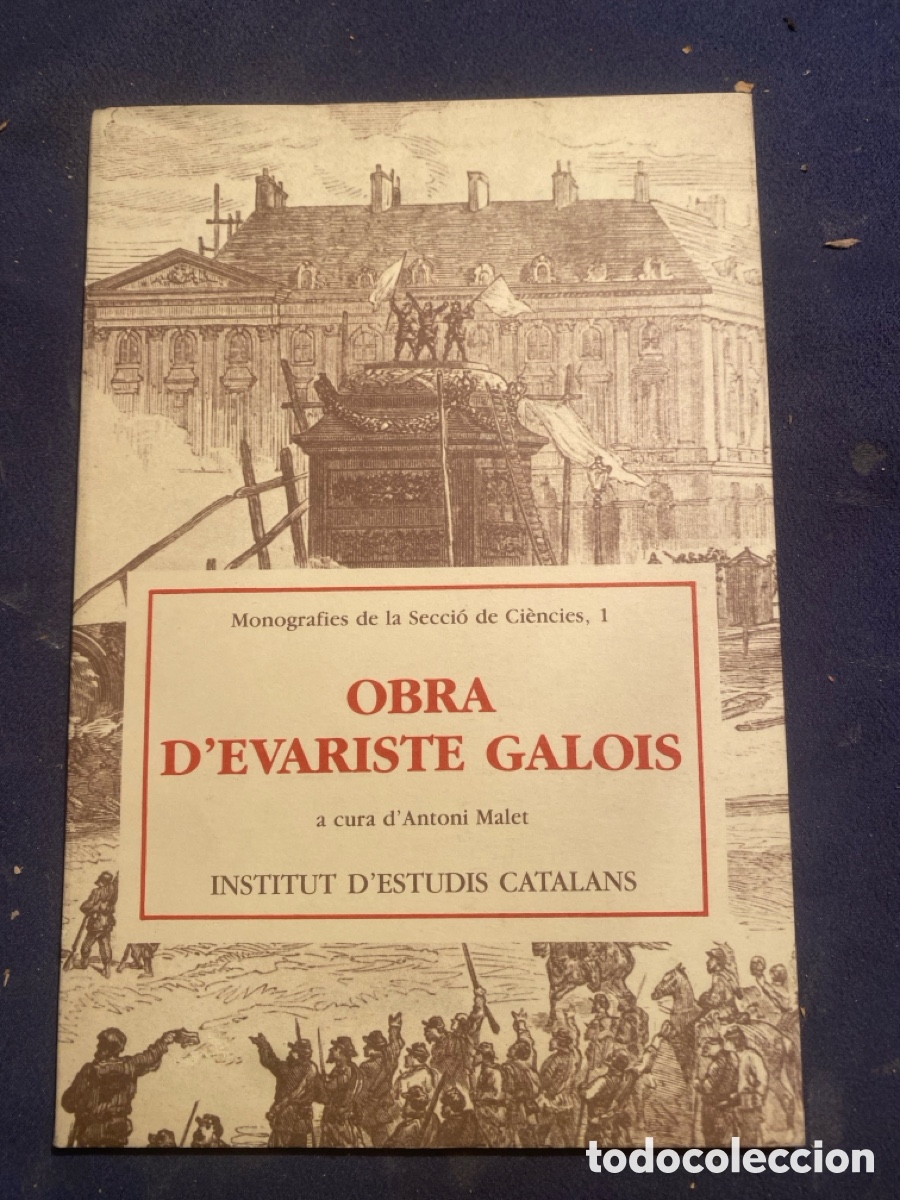 Monografies de la Secció de Ciències, 1
OBRA
D'EVARISTE GALOIS
a cura d'Antoni Malet
INSTITUT D'ESTUDIS CATALANS
todocoleccion